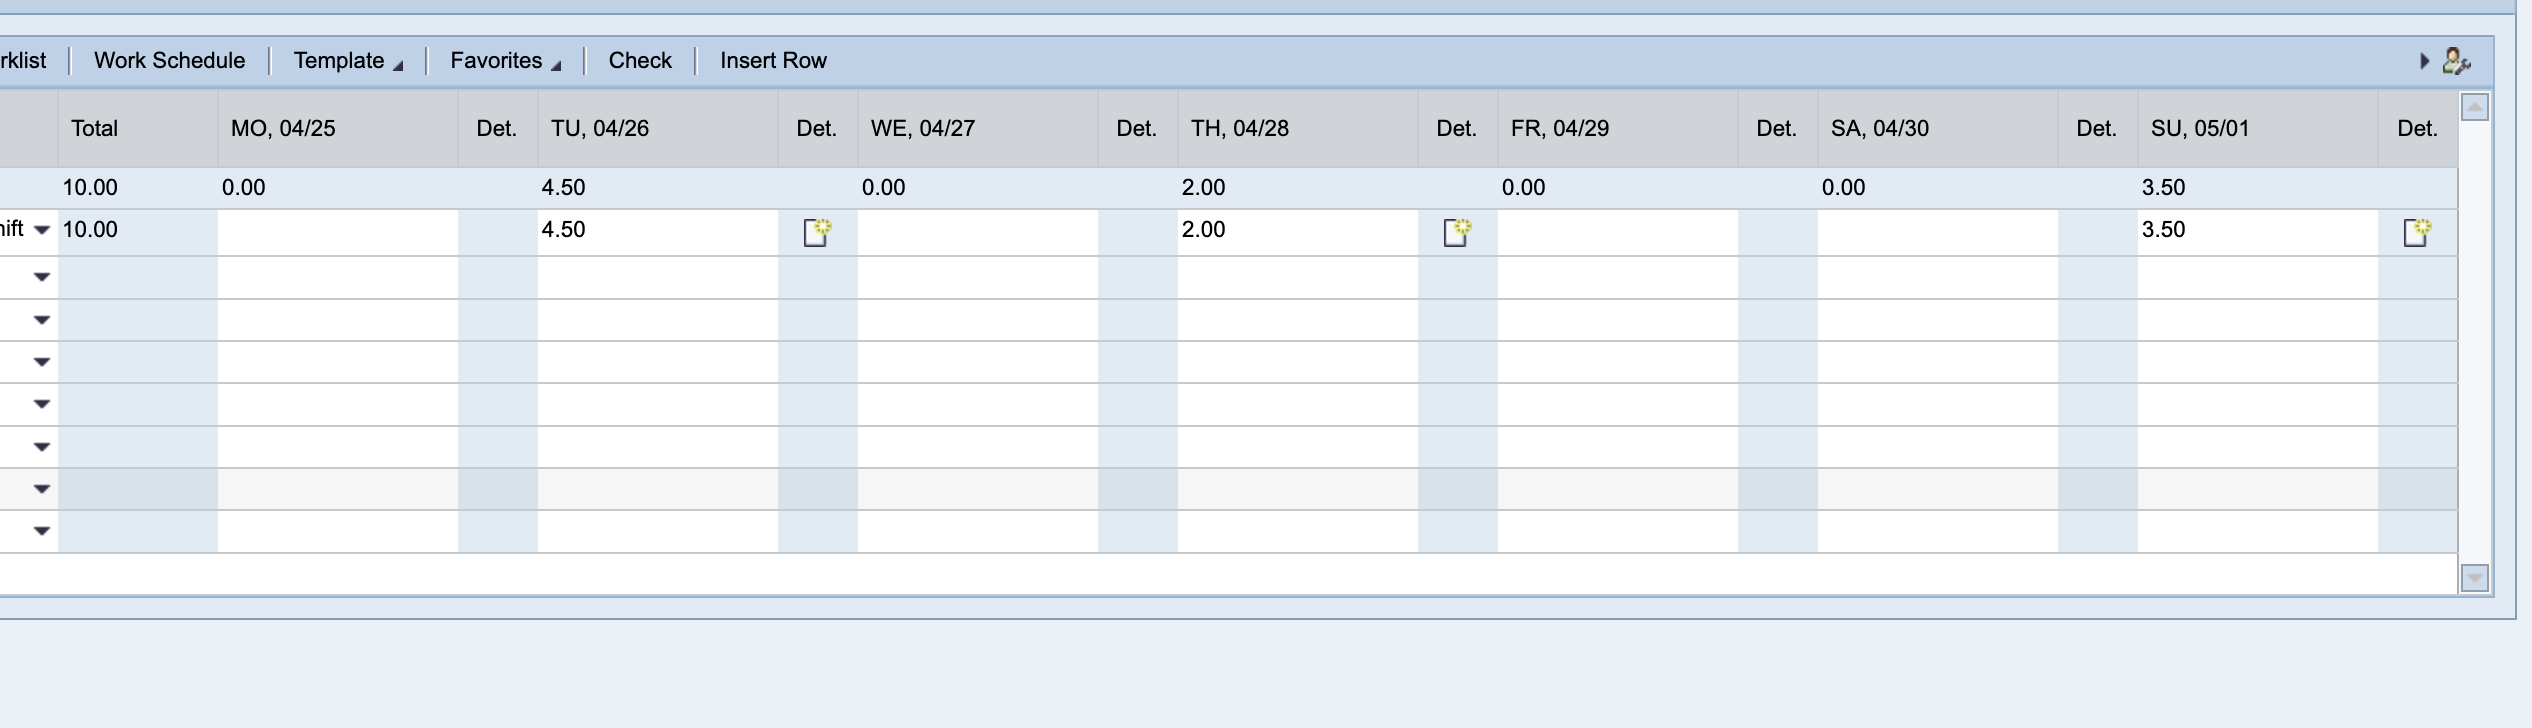 rklist Work Schedule Template Favorites Check Insert Row
Total MO, 04/25 Det. TU, 04/26 Det. WE, 04/27 Det. TH, 04/28 Det. FR, 04/29 Det. SA, 04/30 Det. SU, 05/01 Det.
10.00 0.00 4.50 0.00 2.00 0.00 0.00 3.50
ift 10.00 4.50 2.00 3.50